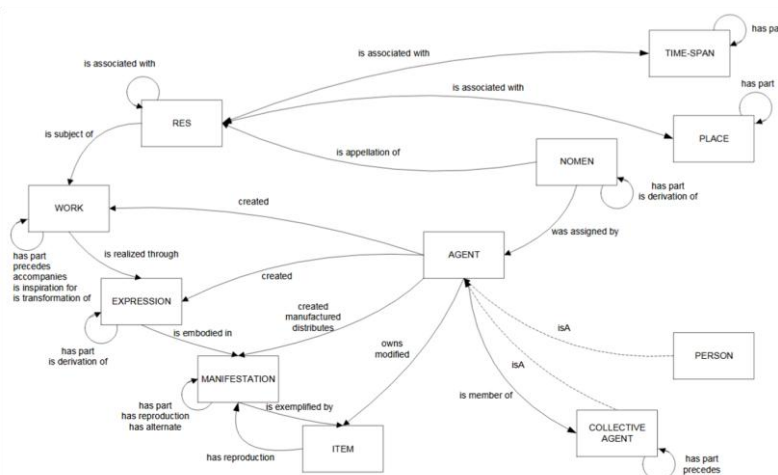 has pa
is associated with
TIME-SPAN
is associated with
is associated with
has part
RES
PLACE
is subject of
is appellation of
NOMEN
has part
is derivation of
WORK
created
was assigned by
has part
precedes
accompanies
is inspiration for
is transformation of
is realized through
AGENT
created
EXPRESSION
created
manufactured
distributes
is embodied in
owns
modified
isA
has part
is derivation of
PERSON
MANIFESTATION
isA
is exemplified by
is member of
has part
has reproduction
has alternate
COLLECTIVE
AGENT
ITEM
has reproduction
has part
precedes